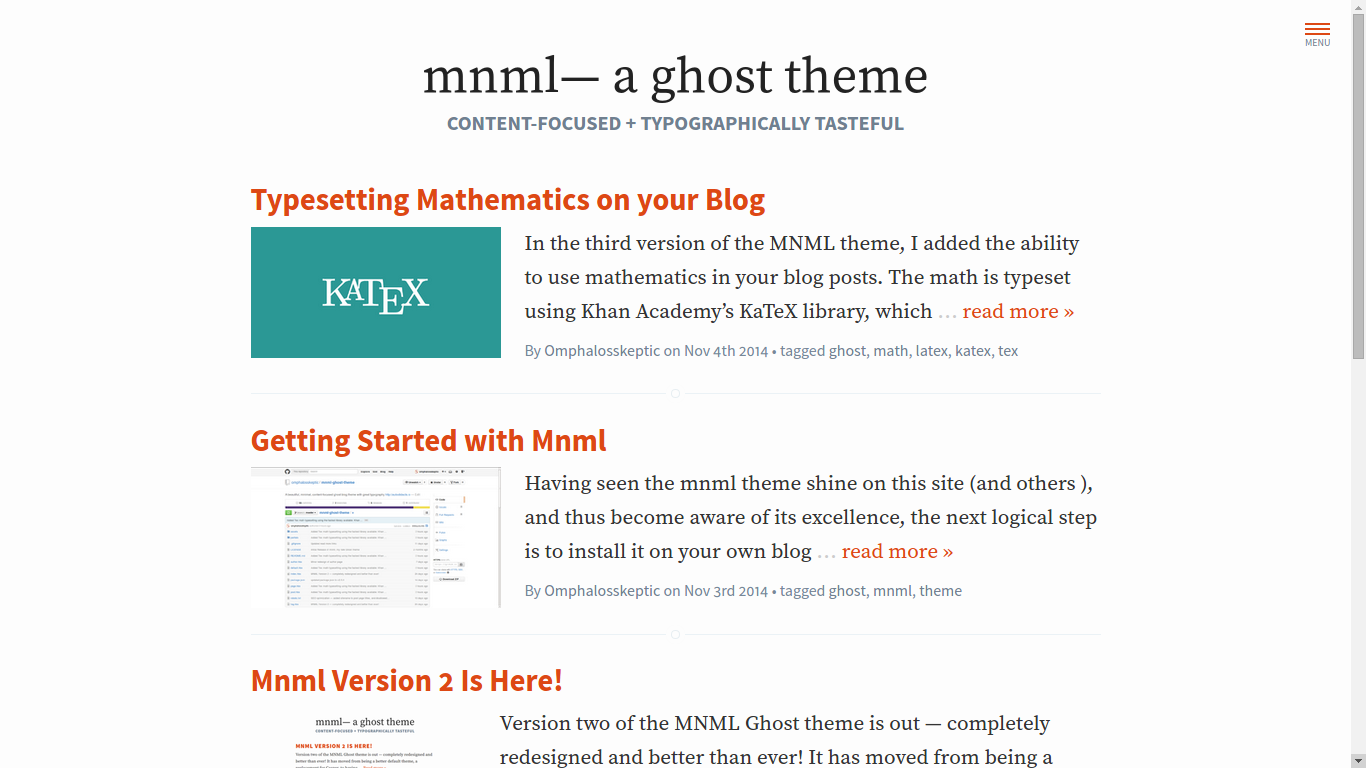 MENU
mnml— a ghost theme
CONTENT-FOCUSED + TYPOGRAPHICALLY TASTEFUL
Typesetting Mathematics on your Blog
KATEX
In the third version of the MNML theme, I added the ability
to use mathematics in your blog posts. The math is typeset
using Khan Academy’s KaTeX library, which … read more »
By Omphalosskeptic on Nov 4th 2014 • tagged ghost, math, latex, katex, tex
Getting Started with Mnml
Having seen the mnml theme shine on this site (and others ),
and thus become aware of its excellence, the next logical step
is to install it on your own blog … read more »
By Omphalosskeptic on Nov 3rd 2014 • tagged ghost, mnml, theme
Mnml Version 2 Is Here!
mnml— a ghost theme
CONTENT-FOCUSED + TYPOGRAPHICALLY TASTEFUL
MNML VERSION 2 IS HERE!
Version two of the MNML Ghost theme is out — completely
redesigned and better than ever! It has moved from being a